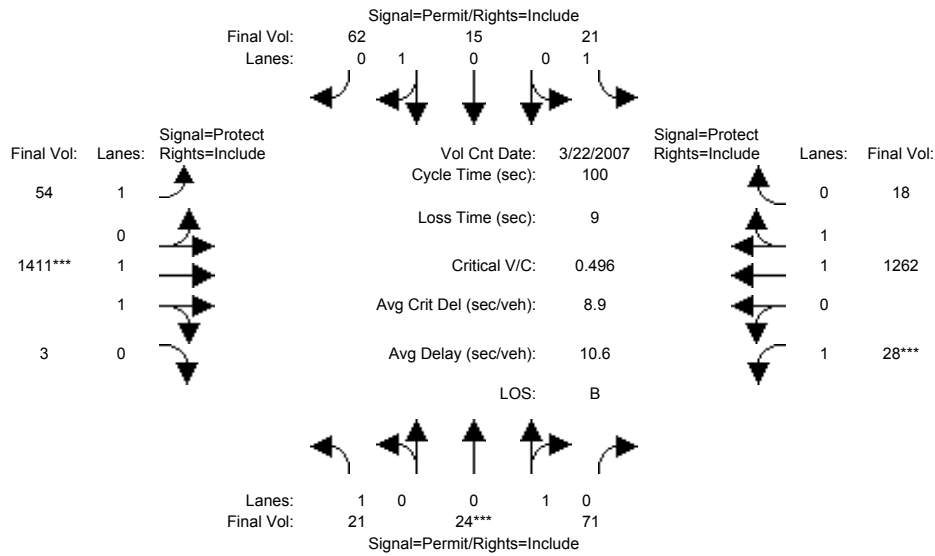 Signal=Permit/Rights=Include
Final Vol: 62 15 21
Lanes: 0 1 0 0 1
Signal=Protect Signal=Protect
Final Vol: Lanes: Rights=Include Vol Cnt Date: 3/22/2007 Rights=Include Lanes: Final Vol:
Cycle Time (sec): 100
54 1 0 18
Loss Time (sec): 9
0 1
1411*** 1 Critical V/C: 0.496 1 1262
1 Avg Crit Del (sec/veh): 8.9 0
3 0 Avg Delay (sec/veh): 10.6 1 28***
LOS: B
Lanes: 1 0 0 1 0
Final Vol: 21 24*** 71
Signal=Permit/Rights=Include